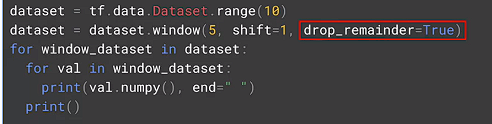 dataset = tf.data.Dataset.range(10)
dataset = dataset.window(5, shift=1, drop_remainder=True)
for window_dataset in dataset:
  for val in window_dataset:
    print(val.numpy(), end=" ")
  print()